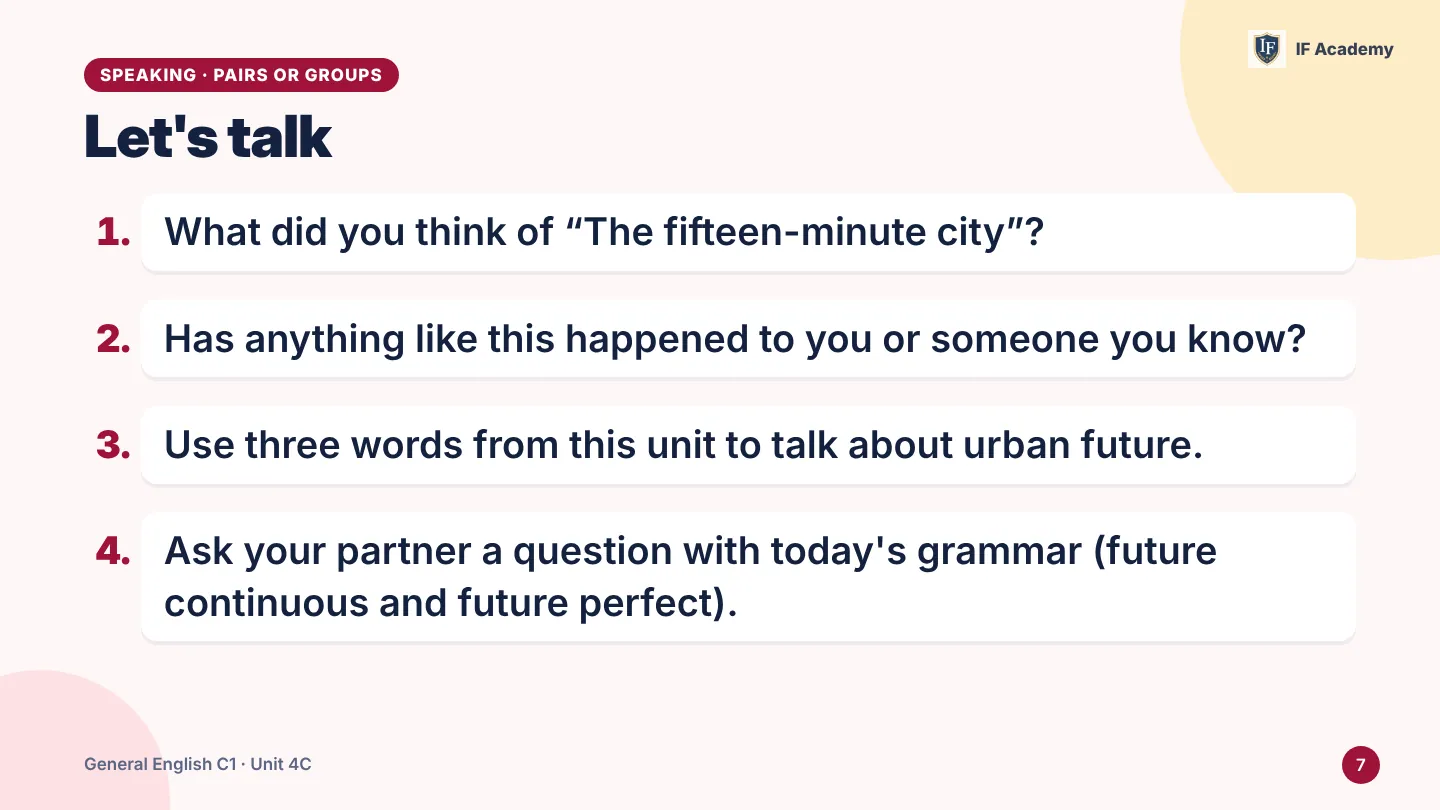 IF IF Academy
SPEAKING · PAIRS OR GROUPS
Let's talk
1. What did you think of “The fifteen-minute city”?
2. Has anything like this happened to you or someone you know?
3. Use three words from this unit to talk about urban future.
4. Ask your partner a question with today's grammar (future
continuous and future perfect).
General English C1 · Unit 4C
7